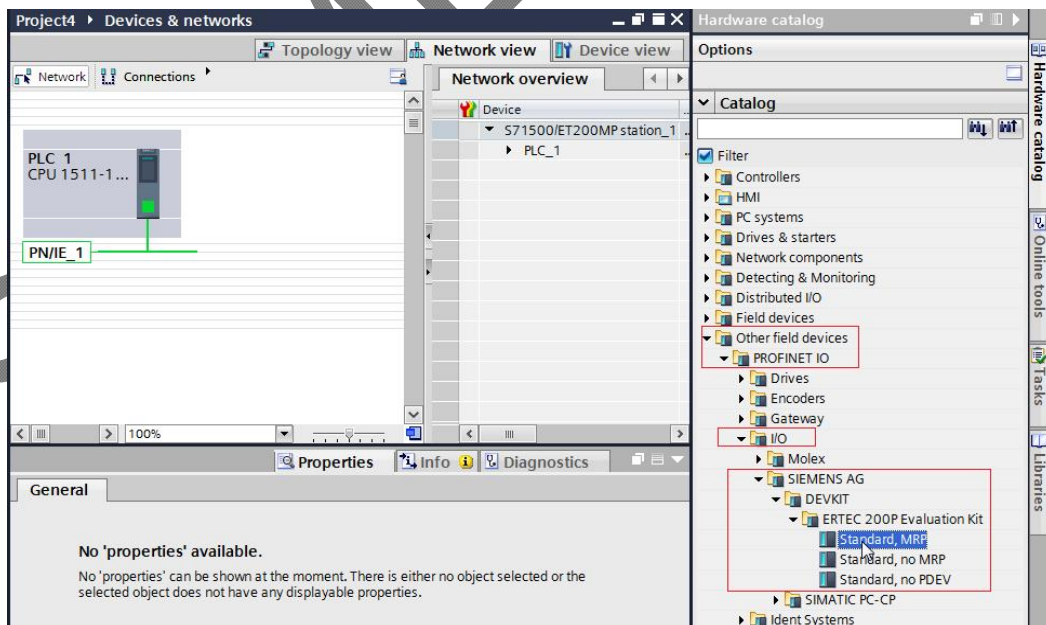 Project4 ▸ Devices & networks
Topology view
Network view
Device view
Network
Connections
Network overview
Device
S71500/ET200MP station_1
PLC_1
PLC 1
CPU 1511-1...
PN/IE_1
100%
Properties
Info
Diagnostics
General
No 'properties' available.
No 'properties' can be shown at the moment. There is either no object selected or the
selected object does not have any displayable properties.
Hardware catalog
Options
Catalog
Filter
Controllers
HMI
PC systems
Drives & starters
Network components
Detecting & Monitoring
Distributed I/O
Field devices
Other field devices
PROFINET IO
Drives
Encoders
Gateway
I/O
Molex
SIEMENS AG
DEVKIT
ERTEC 200P Evaluation Kit
Standard, MRP
Standard, no MRP
Standard, no PDEV
SIMATIC PC-CP
Ident Systems
Hardware catalog
Online tools
Tasks
Libraries